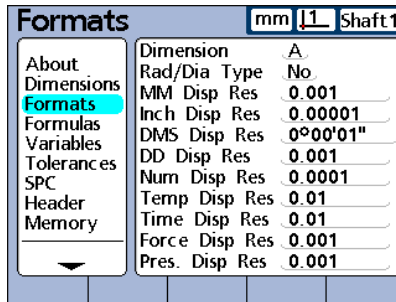 Formats
mm 1 Shaft1
About
Dimensions
Formats
Formulas
Variables
Tolerances
SPC
Header
Memory
Dimension A
Rad/Dia Type No
MM Disp Res 0.001
Inch Disp Res 0.00001
DMS Disp Res 0°00'01"
DD Disp Res 0.001
Num Disp Res 0.0001
Temp Disp Res 0.01
Time Disp Res 0.01
Force Disp Res 0.001
Pres. Disp Res 0.001